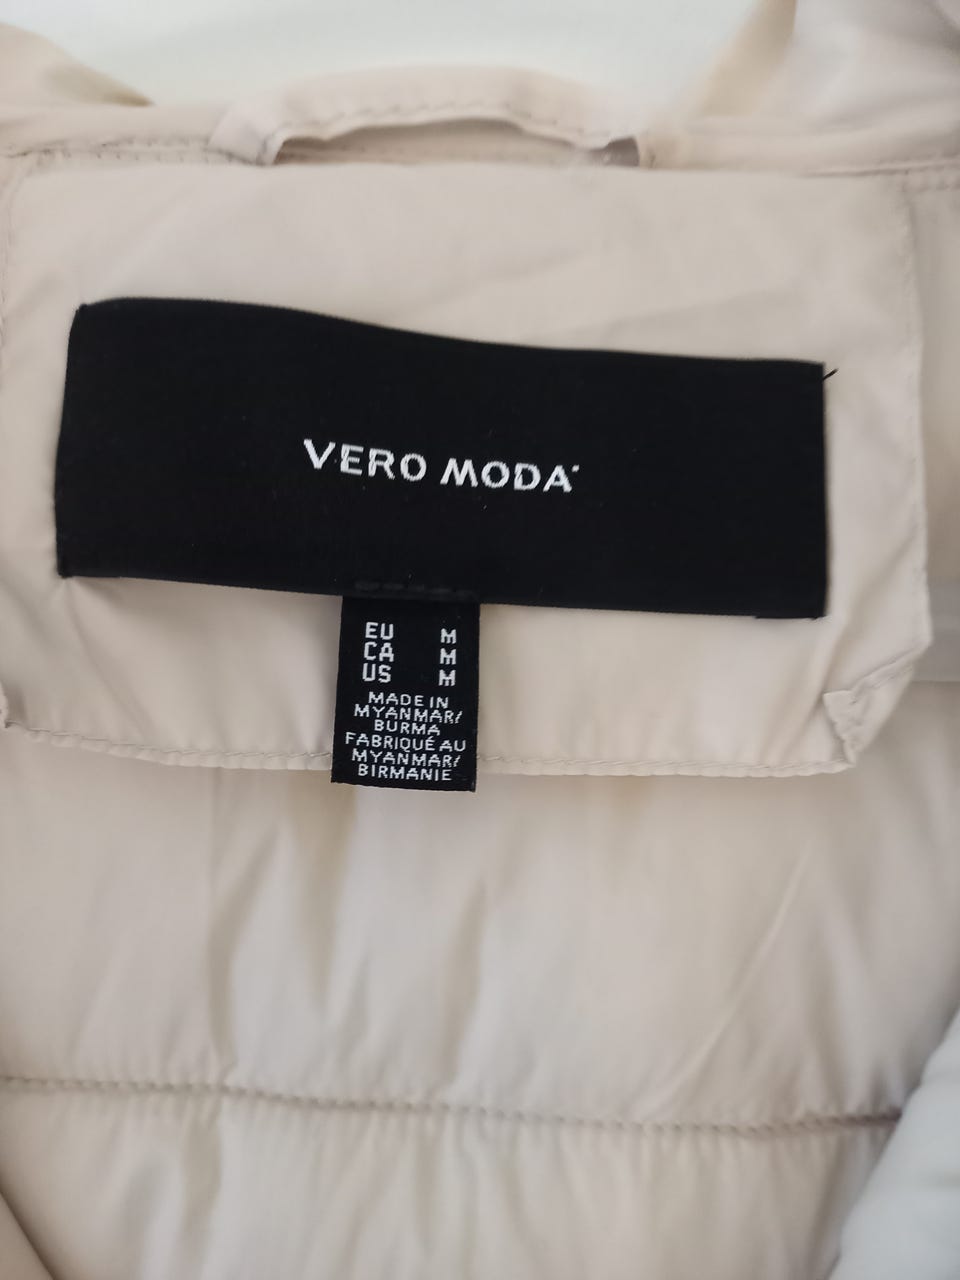 VERO MODA
EU M
CA M
US M
MADE IN
MYANMAR/
BURMA
FABRIQUÉ AU
MYANMAR/
BIRMANIE